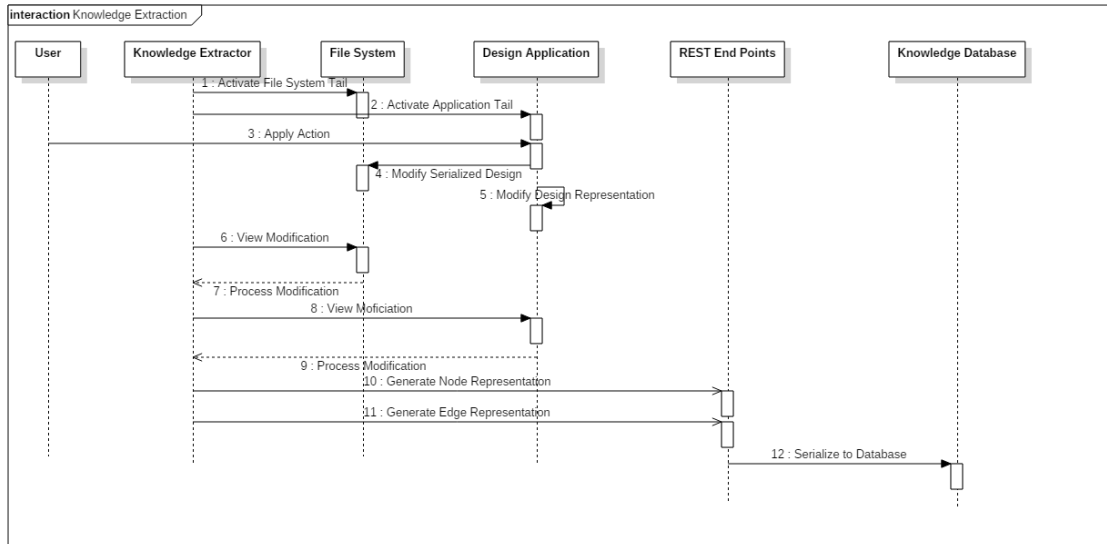 interaction Knowledge Extraction
User Knowledge Extractor File System Design Application REST End Points Knowledge Database
1 : Activate File System Tail
2 : Activate Application Tail
3 : Apply Action
4 : Modify Serialized Design
5 : Modify Design Representation
6 : View Modification
7 : Process Modification
8 : View Moficiation
9 : Process Modification
10 : Generate Node Representation
11 : Generate Edge Representation
12 : Serialize to Database